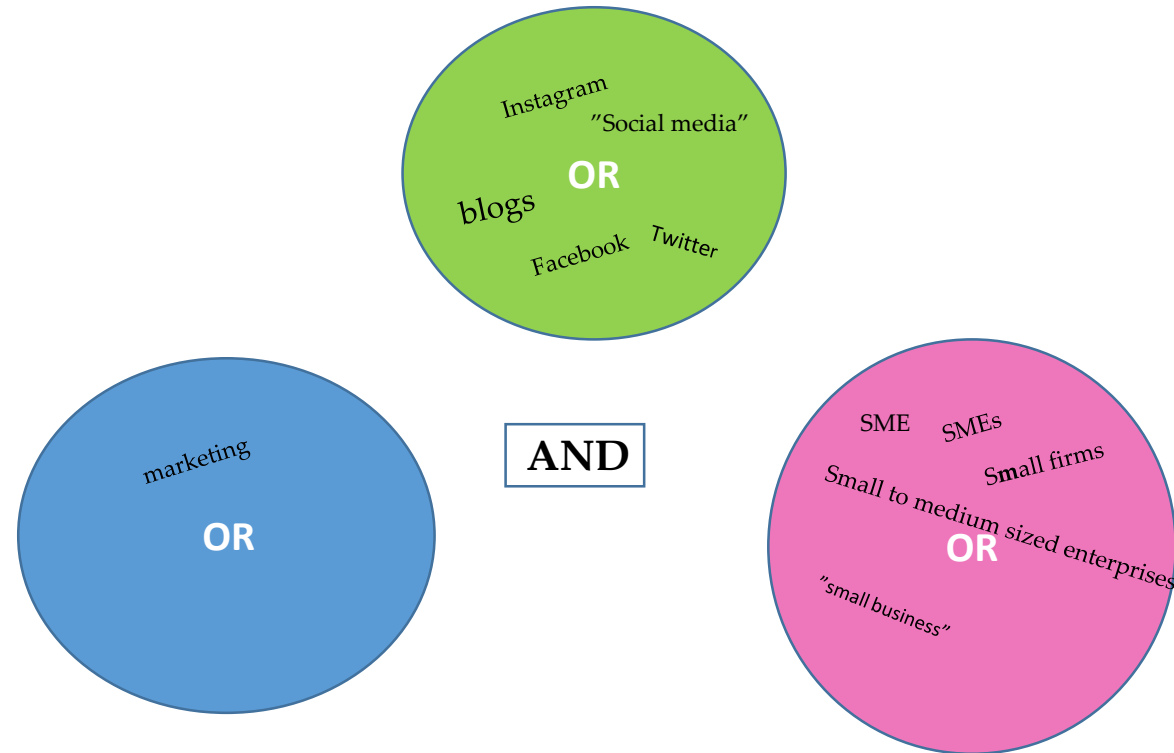 Instagram
”Social media”
OR
blogs
Facebook
Twitter
AND
marketing
OR
SME
SMEs
Small firms
Small to medium sized enterprises
OR
”small business”